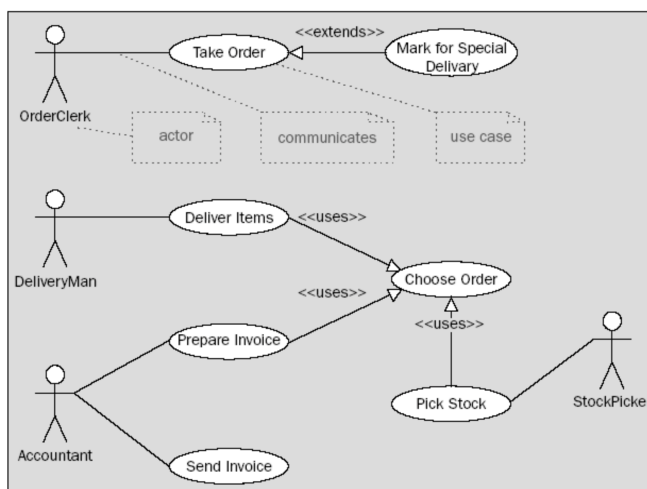 <<extends>>
Take Order
Mark for Special
Delivary
OrderClerk
actor
communicates
use case
Deliver Items
<<uses>>
DeliveryMan
Choose Order
<<uses>>
<<uses>>
Prepare Invoice
Pick Stock
StockPicke
Accountant
Send Invoice